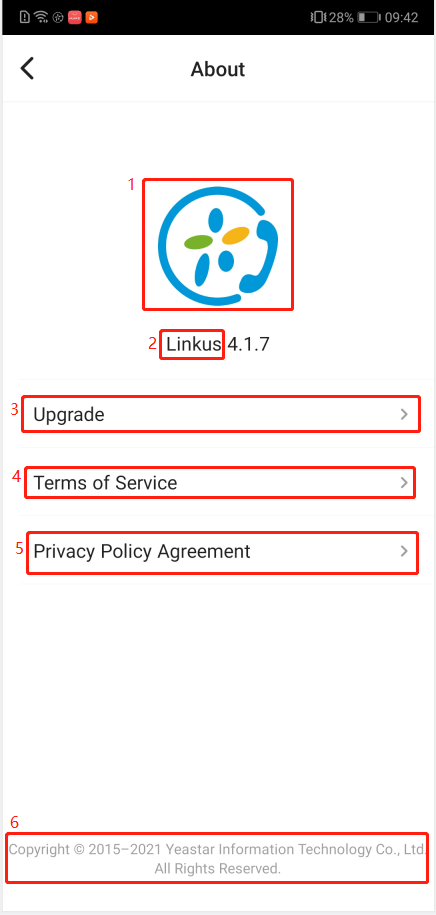 28% 09:42
About
1
2 Linkus 4.1.7
3 Upgrade
4 Terms of Service
5 Privacy Policy Agreement
6
Copyright © 2015–2021 Yeastar Information Technology Co., Ltd.
All Rights Reserved.